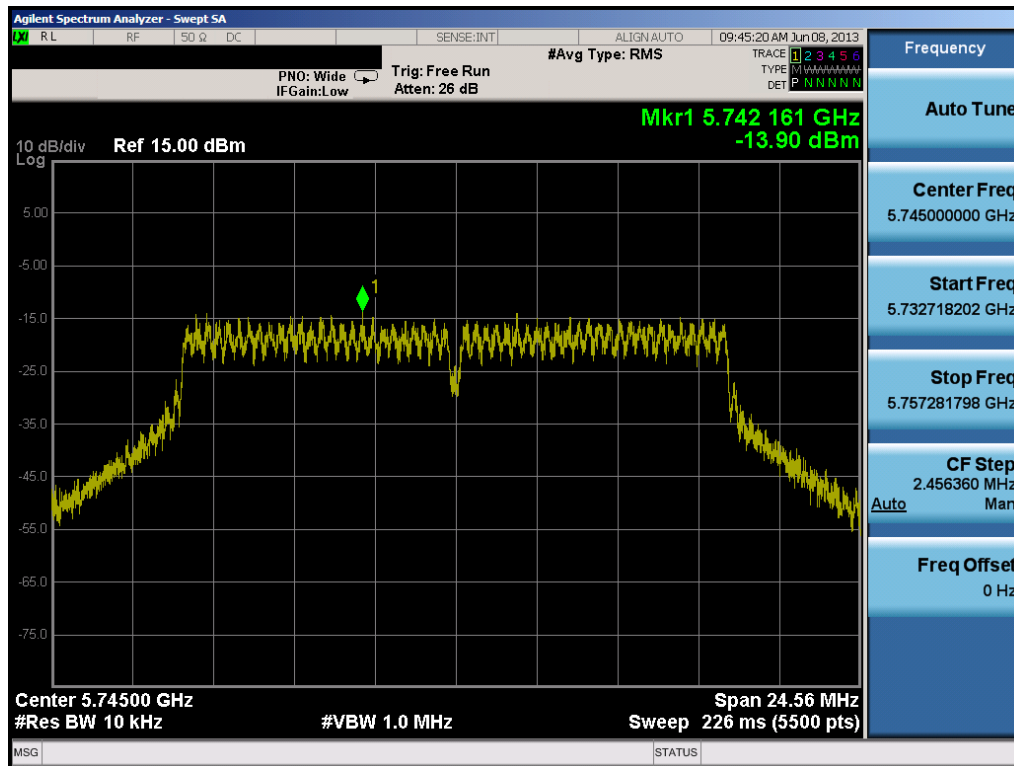 Agilent Spectrum Analyzer - Swept SA
LXI RL RF 50 Ω DC SENSE:INT ALIGN AUTO 09:45:20 AM Jun 08, 2013
Frequency
#Avg Type: RMS
TRACE 1 2 3 4 5 6
PNO: Wide Trig: Free Run
TYPE M
IFGain:Low Atten: 26 dB
DET P N N N N N
Auto Tune
Mkr1 5.742 161 GHz
-13.90 dBm
10 dB/div Ref 15.00 dBm
Log
Center Freq
5.745000000 GHz
5.00
-5.00
1
-15.0
-25.0
-35.0
-45.0
-55.0
-65.0
-75.0
Start Freq
5.732718202 GHz
Stop Freq
5.757281798 GHz
CF Step
2.456360 MHz
Auto Man
Freq Offset
0 Hz
Center 5.74500 GHz Span 24.56 MHz
#Res BW 10 kHz #VBW 1.0 MHz Sweep 226 ms (5500 pts)
MSG STATUS